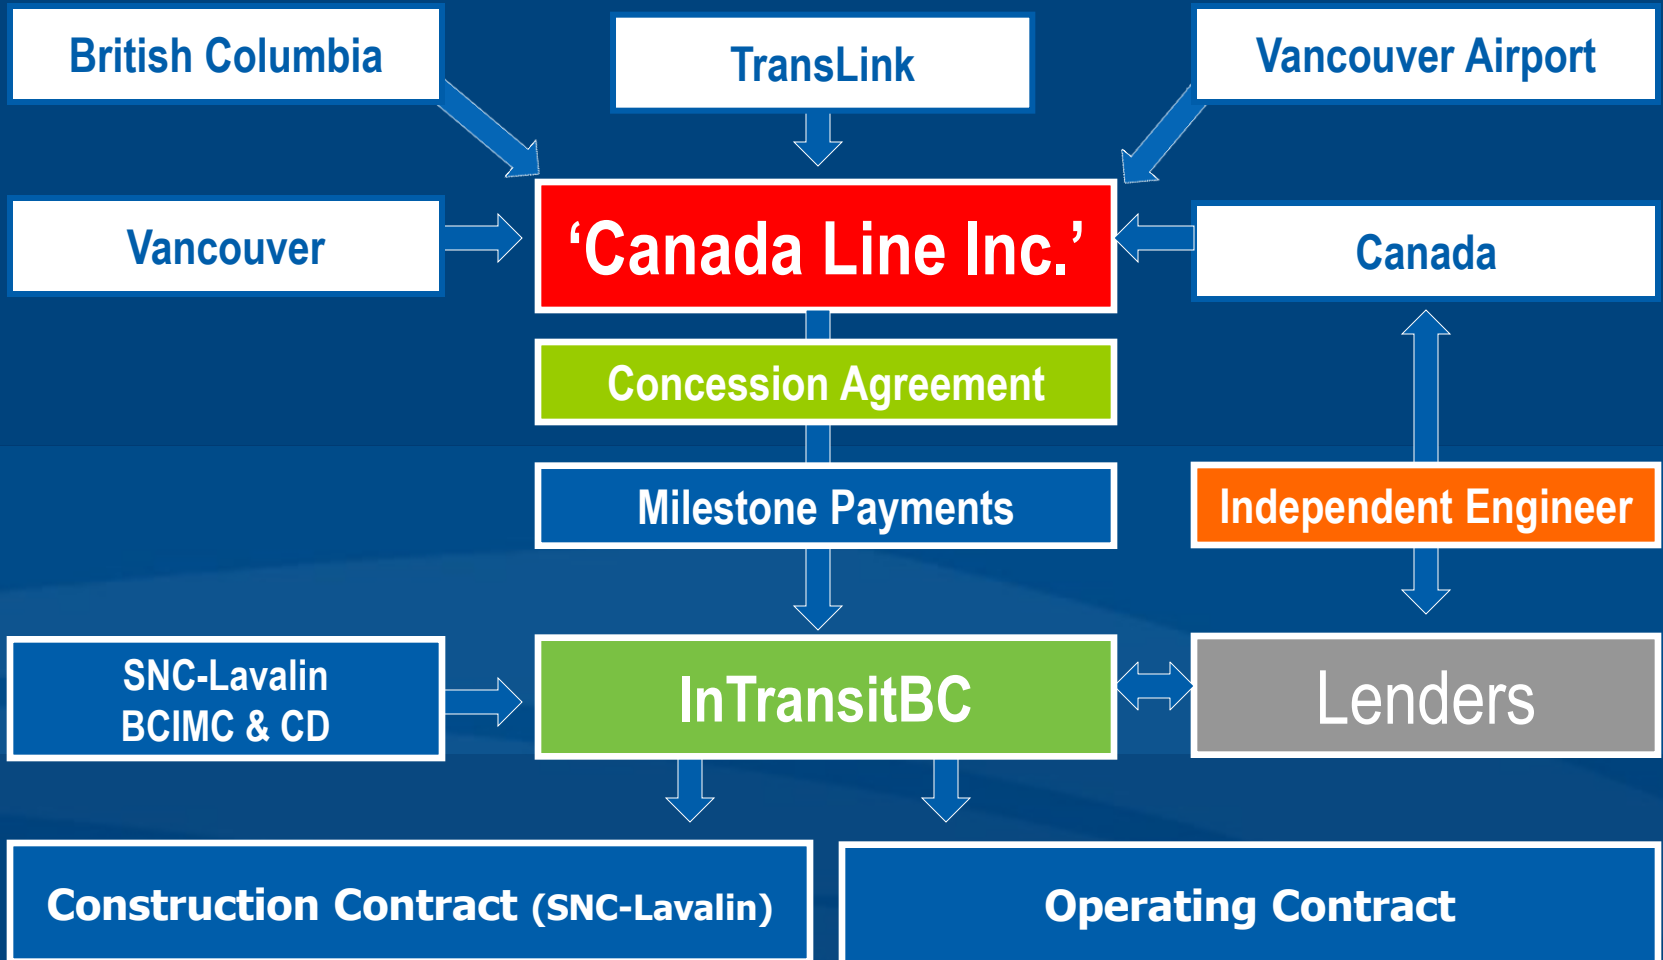 British Columbia
TransLink
Vancouver Airport
Vancouver
‘Canada Line Inc.’
Canada
Concession Agreement
Milestone Payments
Independent Engineer
SNC-Lavalin
BCIMC & CD
InTransitBC
Lenders
Construction Contract (SNC-Lavalin)
Operating Contract